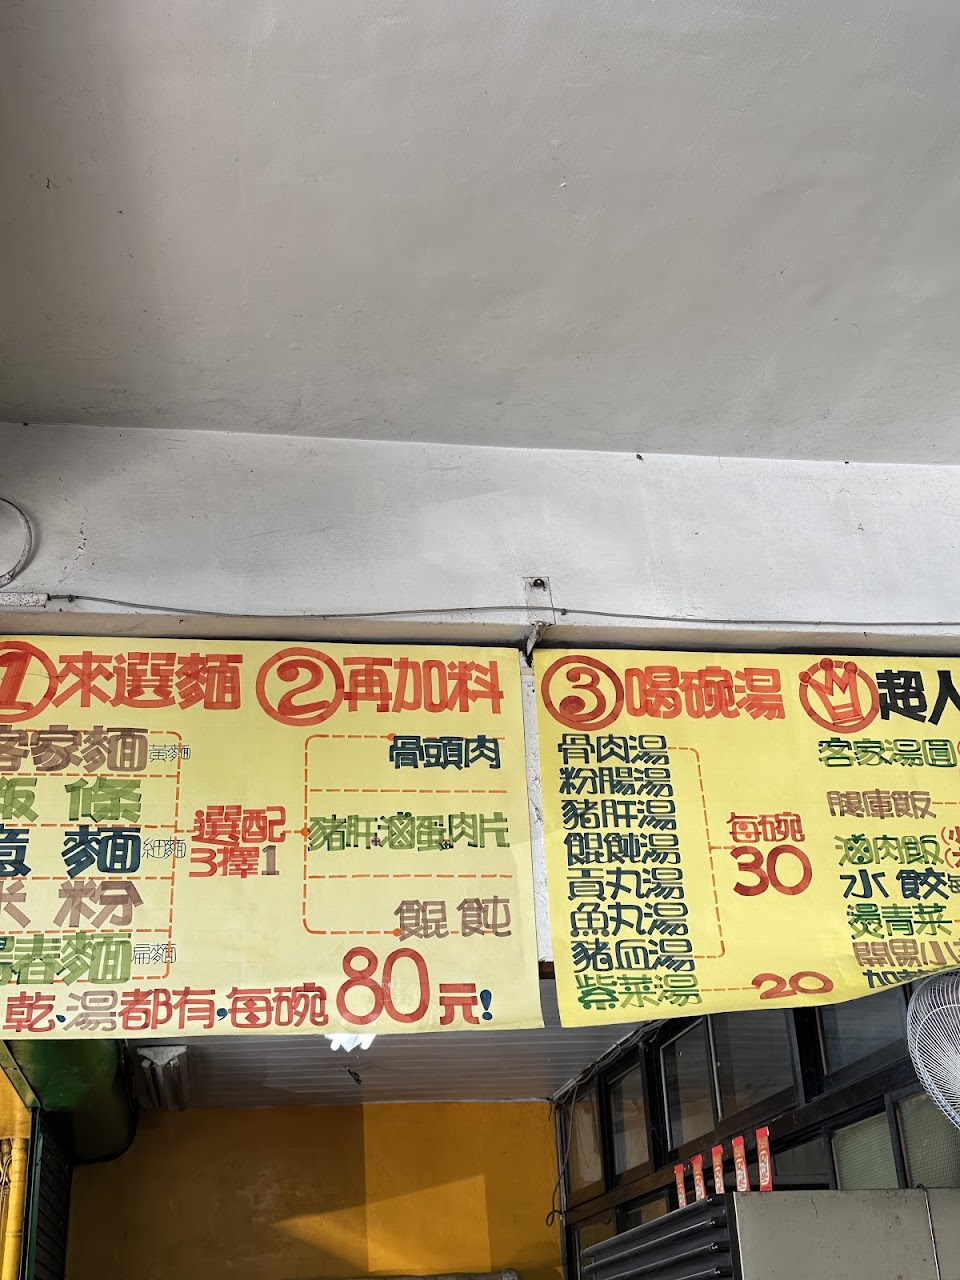 1來選麵
客家麵 黃麵
粄條
意麵 細麵
米粉
陽春麵 扁麵
選配
3擇1
2再加料
骨頭肉
豬肝.滷蛋.肉片
餛飩
乾.湯都有,每碗80元!
3喝碗湯
骨肉湯
粉腸湯
豬肝湯
餛飩湯
貢丸湯
魚丸湯
豬血湯
每碗
30
紫菜湯 20
超人
客家湯圓
腿庫飯
滷肉飯
水餃
燙青菜